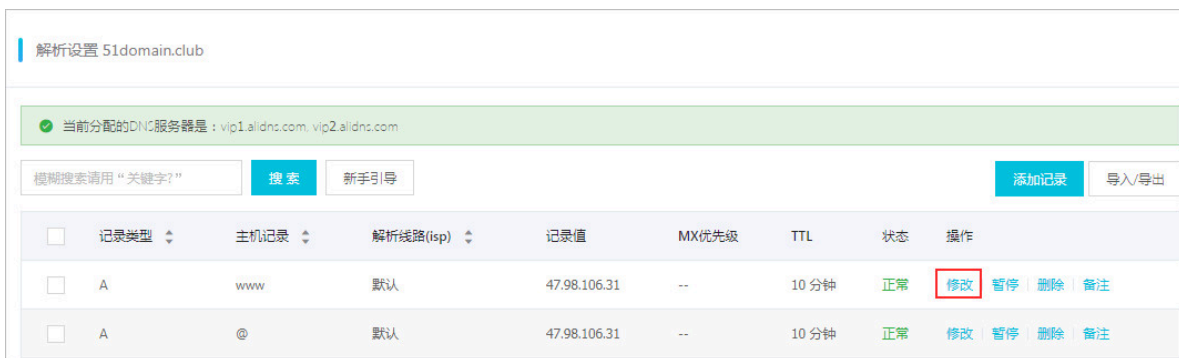 解析设置 51domain.club
当前分配的DNS服务器是：vip1.alidns.com, vip2.alidns.com
模糊搜索请用“关键字?” 搜索 新手引导 添加记录 导入/导出
记录类型 主机记录 解析线路(isp) 记录值 MX优先级 TTL 状态 操作
A www 默认 47.98.106.31 -- 10 分钟 正常 修改 暂停 删除 备注
A @ 默认 47.98.106.31 -- 10 分钟 正常 修改 暂停 删除 备注